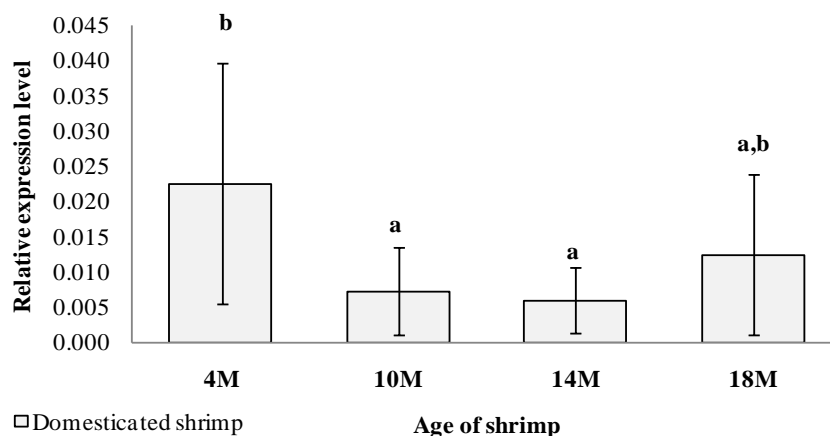 Relative expression level
0.045
0.040
0.035
0.030
0.025
0.020
0.015
0.010
0.005
0.000
b
a
a
a,b
4M 10M 14M 18M
Domesticated shrimp
Age of shrimp